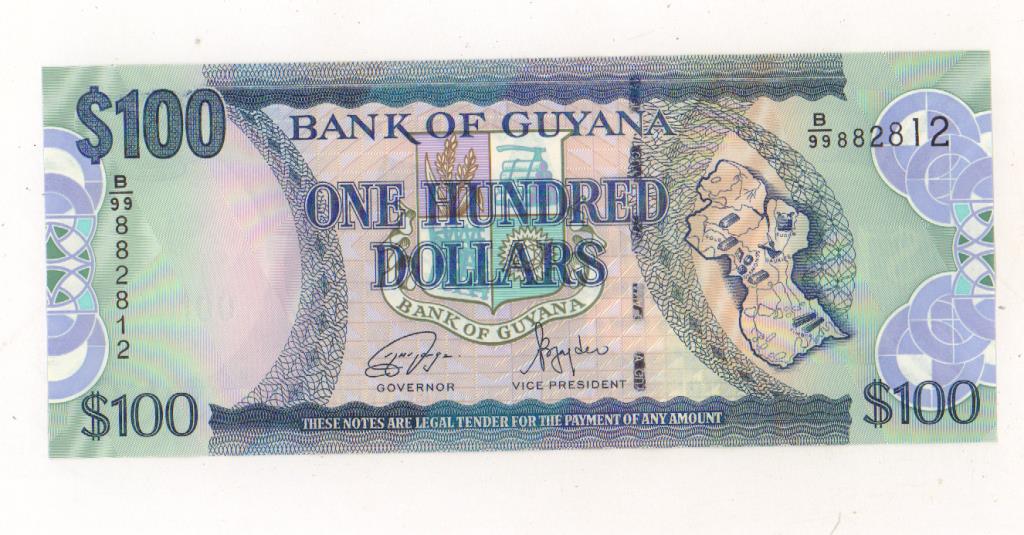 $100
BANK OF GUYANA
B/99 882812
B/99 882812
ONE HUNDRED
DOLLARS
BANK OF GUYANA
GOVERNOR
VICE PRESIDENT
$100
THESE NOTES ARE LEGAL TENDER FOR THE PAYMENT OF ANY AMOUNT
$100